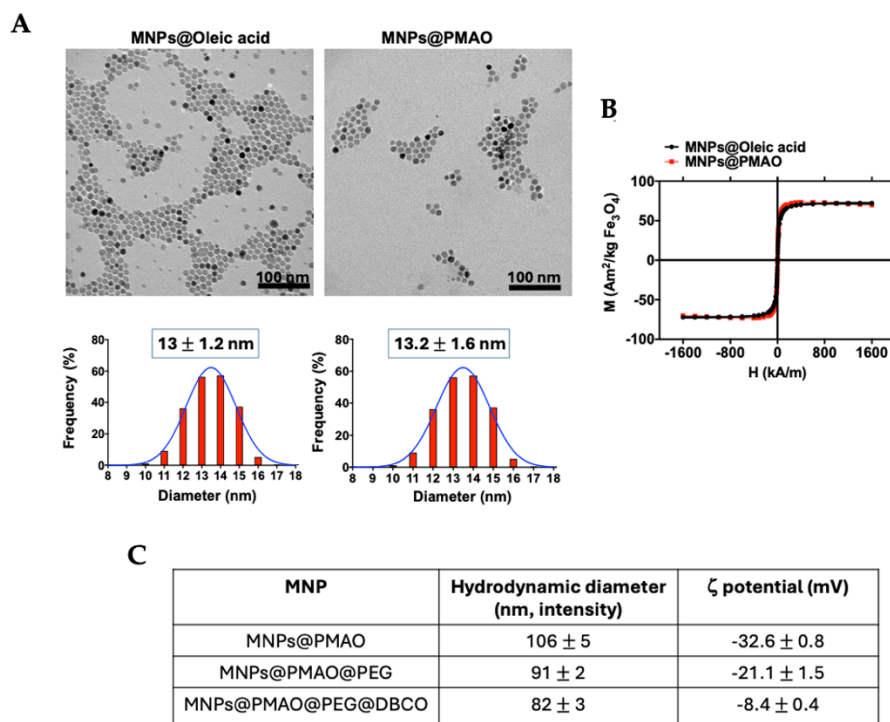 A
MNPs@Oleic acid
MNPs@PMAO
100 nm
100 nm
B
MNPs@Oleic acid
MNPs@PMAO
M (Am²/kg Fe₃O₄)
100
50
0
-50
-100
-1600 -800 0 800 1600
H (kA/m)
13 ± 1.2 nm
Frequency (%)
80
60
40
20
0
8 9 10 11 12 13 14 15 16 17 18
Diameter (nm)
13.2 ± 1.6 nm
Frequency (%)
80
60
40
20
0
8 9 10 11 12 13 14 15 16 17 18
Diameter (nm)
C
MNP Hydrodynamic diameter (nm, intensity) ζ potential (mV)
MNPs@PMAO 106 ± 5 -32.6 ± 0.8
MNPs@PMAO@PEG 91 ± 2 -21.1 ± 1.5
MNPs@PMAO@PEG@DBCO 82 ± 3 -8.4 ± 0.4